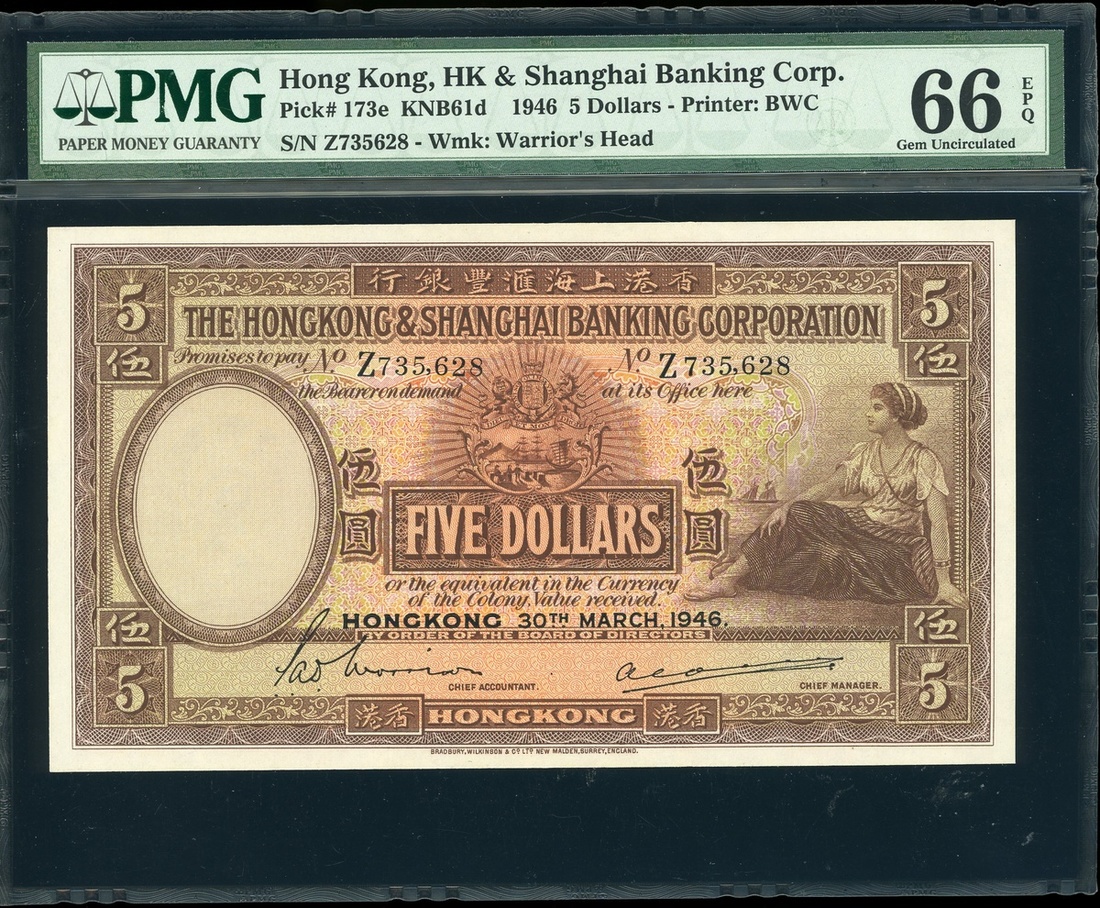 PMG
PAPER MONEY GUARANTY
Hong Kong, HK & Shanghai Banking Corp.
Pick# 173e KNB61d 1946 5 Dollars - Printer: BWC
S/N Z735628 - Wmk: Warrior's Head
66 EPQ
Gem Uncirculated
行銀豐滙海上港香
5 5
THE HONGKONG & SHANGHAI BANKING CORPORATION
伍 伍
Promises to pay No Z735,628 No Z735,628
the Bearer on demand at its Office here
伍圓 伍圓
FIVE DOLLARS
or the equivalent in the Currency
of the Colony, Value received.
HONGKONG 30TH MARCH, 1946.
伍 伍
BY ORDER OF THE BOARD OF DIRECTORS
5 5
CHIEF ACCOUNTANT. CHIEF MANAGER.
港香 HONGKONG 港香
BRADBURY, WILKINSON & Co LTD NEW MALDEN, SURREY, ENGLAND.